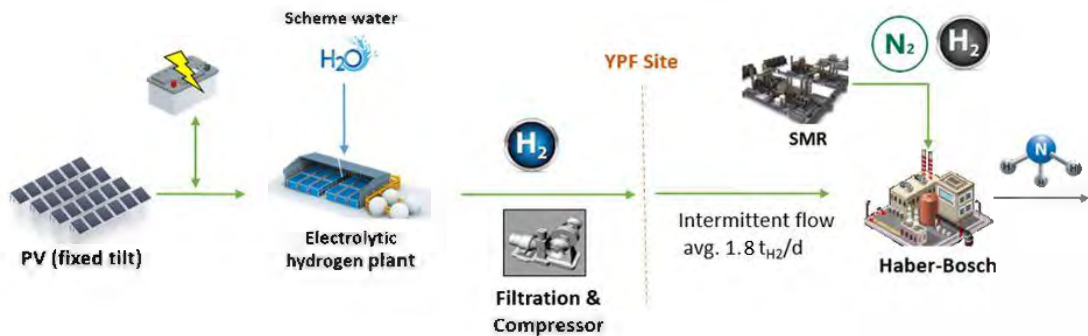 Scheme water
H₂O
YPF Site
N₂
H₂
H₂
SMR
N
H
H
H
PV (fixed tilt)
Electrolytic
hydrogen plant
Filtration &
Compressor
Intermittent flow
avg. 1.8 tH₂/d
Haber-Bosch